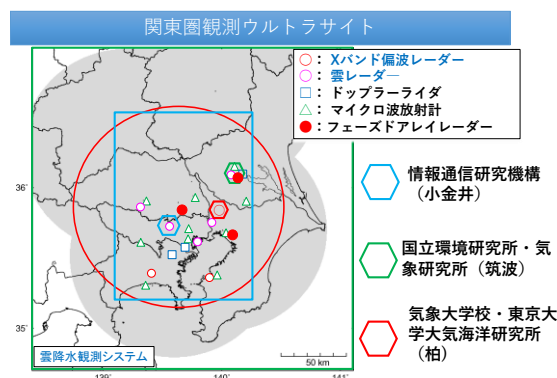 関東圏観測ウルトラサイト
○: Xバンド偏波レーダー
○: 雲レーダ―
□: ドップラーライダ
△: マイクロ波放射計
●: フェーズドアレイレーダー
情報通信研究機構
(小金井)
36°
国立環境研究所・気
象研究所(筑波)
気象大学校・東京大
学大気海洋研究所
(柏)
35°
雲降水観測システム
50 km
139°
140°
141°